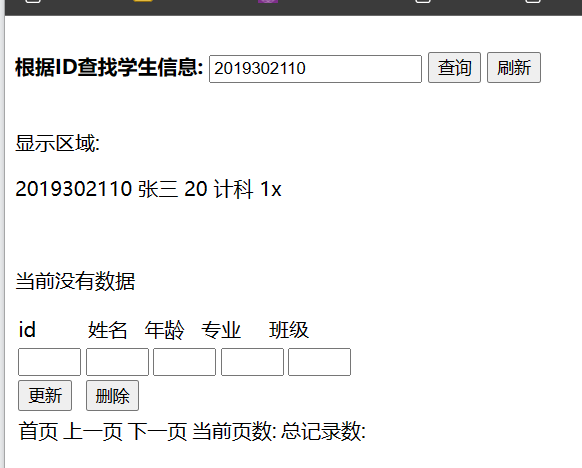 根据ID查找学生信息: 2019302110 查询 刷新
显示区域:
2019302110 张三 20 计科 1x
当前没有数据
id 姓名 年龄 专业 班级
更新 删除
首页 上一页 下一页 当前页数: 总记录数: